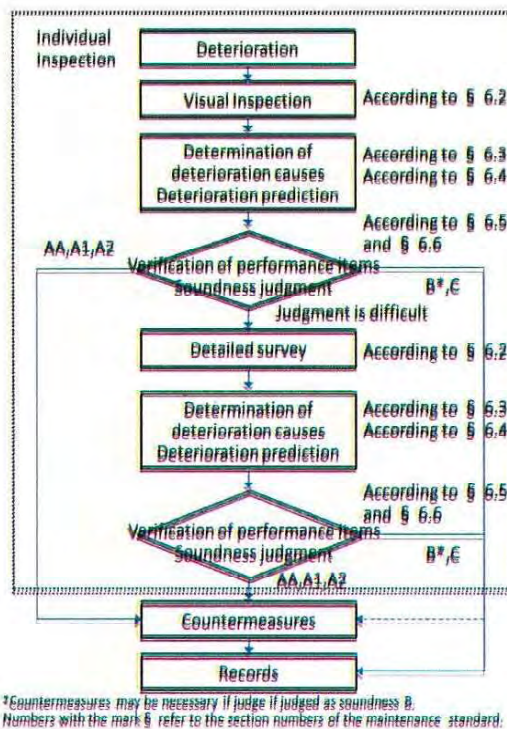 Individual
Inspection
Deterioration
Visual Inspection
According to § 6.2
Determination of
deterioration causes
Deterioration prediction
According to § 6.3
According to § 6.4
According to § 6.5
and § 6.6
AA,A1,A2
Verification of performance items
Soundness judgment
B*,C
Judgment is difficult
Detailed survey
According to § 6.2
Determination of
deterioration causes
Deterioration prediction
According to § 6.3
According to § 6.4
According to § 6.5
and § 6.6
Verification of performance items
Soundness judgment
B*,C
AA,A1,A2
Countermeasures
Records
*Countermeasures may be necessary if judge if judged as soundness B.
Numbers with the mark § refer to the section numbers of the maintenance standard.